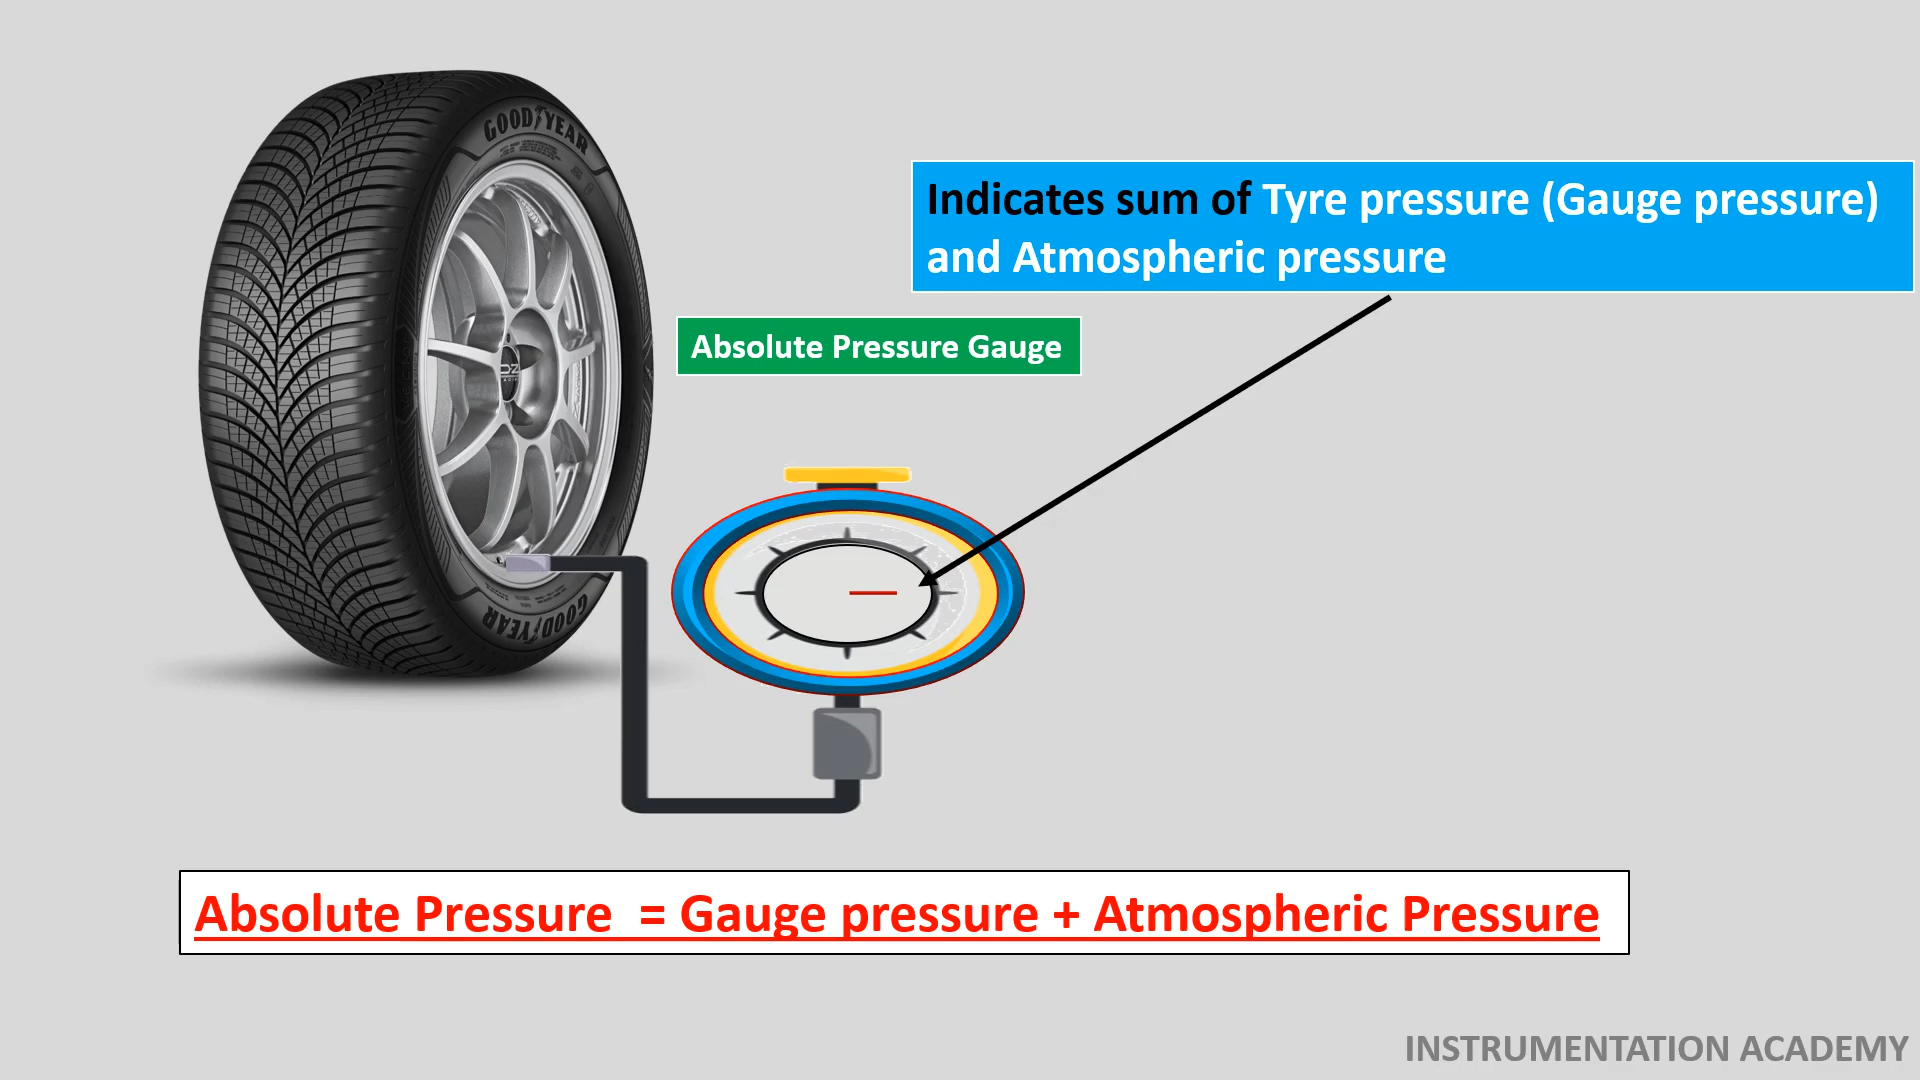 GOODYEAR
Indicates sum of Tyre pressure (Gauge pressure)
and Atmospheric pressure
Absolute Pressure Gauge
OZ
GOODYEAR
Absolute Pressure = Gauge pressure + Atmospheric Pressure
INSTRUMENTATION ACADEMY